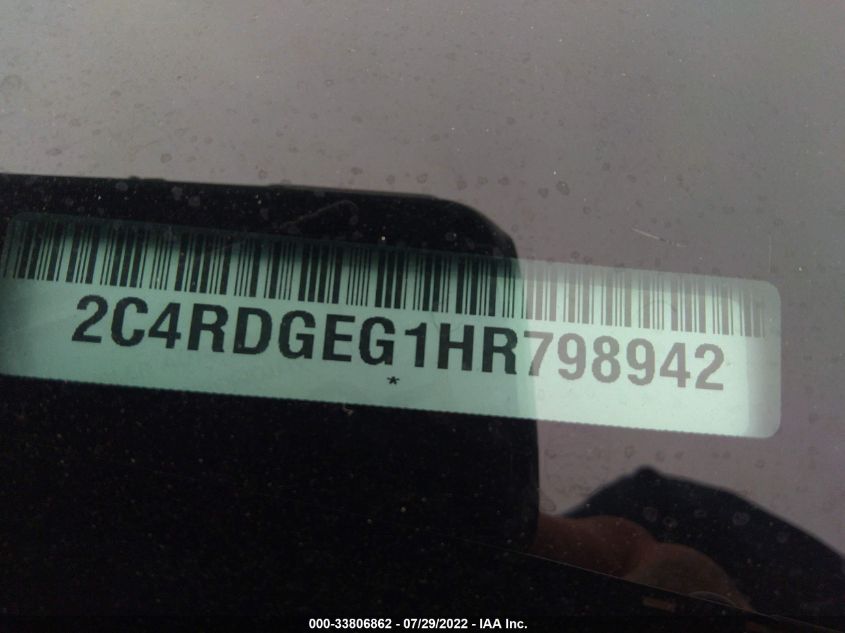 2C4RDGEG1HR798942
*
000-33806862 - 07/29/2022 - IAA Inc.